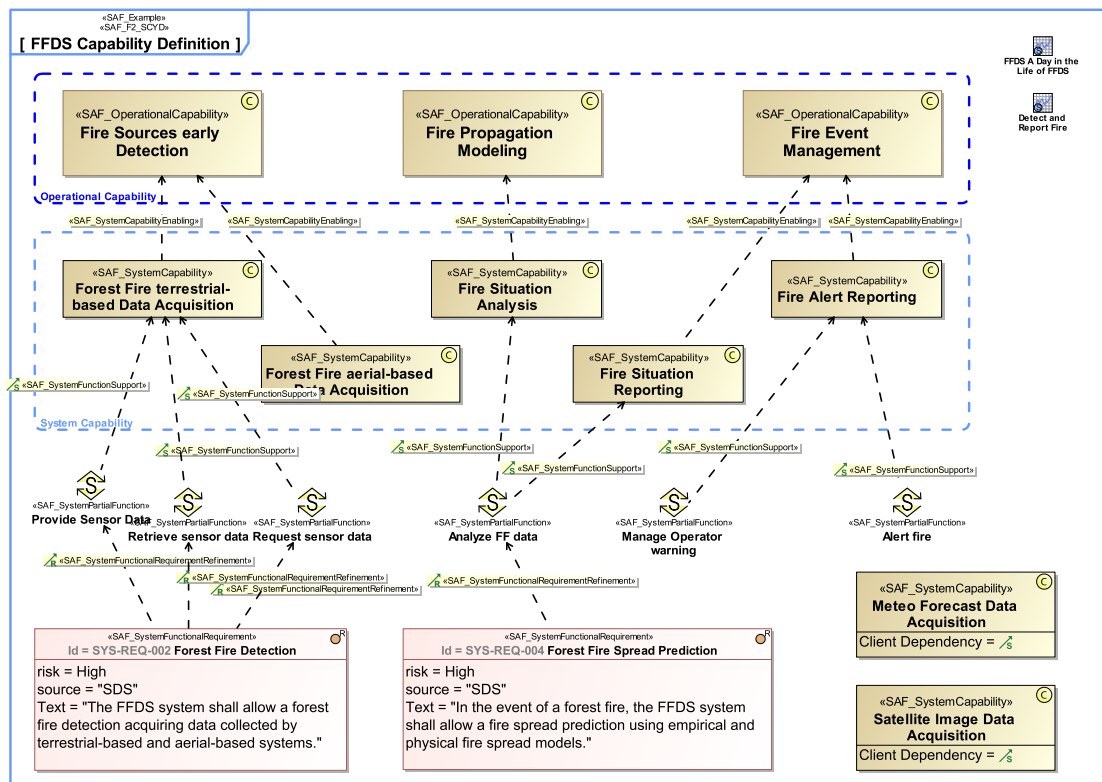 «SAF_Example»
«SAF_F2_SCYD»
[ FFDS Capability Definition ]
FFDS A Day in the
Life of FFDS
Detect and
Report Fire
«SAF_OperationalCapability»
Fire Sources early
Detection
C
«SAF_OperationalCapability»
Fire Propagation
Modeling
C
«SAF_OperationalCapability»
Fire Event
Management
C
Operational Capability
«SAF_SystemCapabilityEnabling»
«SAF_SystemCapabilityEnabling»
«SAF_SystemCapabilityEnabling»
«SAF_SystemCapabilityEnabling»
«SAF_SystemCapabilityEnabling»
«SAF_SystemCapability»
Forest Fire terrestrial-
based Data Acquisition
C
«SAF_SystemCapability»
Fire Situation
Analysis
C
«SAF_SystemCapability»
Fire Alert Reporting
C
«SAF_SystemCapability»
Forest Fire aerial-based
Data Acquisition
C
«SAF_SystemCapability»
Fire Situation
Reporting
C
S «SAF_SystemFunctionSupport»
S «SAF_SystemFunctionSupport»
System Capability
S «SAF_SystemFunctionSupport»
S «SAF_SystemFunctionSupport»
S «SAF_SystemFunctionSupport»
S «SAF_SystemFunctionSupport»
S «SAF_SystemFunctionSupport»
S
«SAF_SystemPartialFunction»
Provide Sensor Data
S
«SAF_SystemPartialFunction»
Retrieve sensor data
S
«SAF_SystemPartialFunction»
Request sensor data
S
«SAF_SystemPartialFunction»
Analyze FF data
S
«SAF_SystemPartialFunction»
Manage Operator
warning
S
«SAF_SystemPartialFunction»
Alert fire
R «SAF_SystemFunctionalRequirementRefinement»
R «SAF_SystemFunctionalRequirementRefinement»
R «SAF_SystemFunctionalRequirementRefinement»
R «SAF_SystemFunctionalRequirementRefinement»
«SAF_SystemFunctionalRequirement»
R
Id = SYS-REQ-002 Forest Fire Detection
risk = High
source = "SDS"
Text = "The FFDS system shall allow a forest
fire detection acquiring data collected by
terrestrial-based and aerial-based systems."
«SAF_SystemFunctionalRequirement»
R
Id = SYS-REQ-004 Forest Fire Spread Prediction
risk = High
source = "SDS"
Text = "In the event of a forest fire, the FFDS system
shall allow a fire spread prediction using empirical and
physical fire spread models."
«SAF_SystemCapability»
Meteo Forecast Data
Acquisition
C
Client Dependency = S
«SAF_SystemCapability»
Satellite Image Data
Acquisition
C
Client Dependency = S